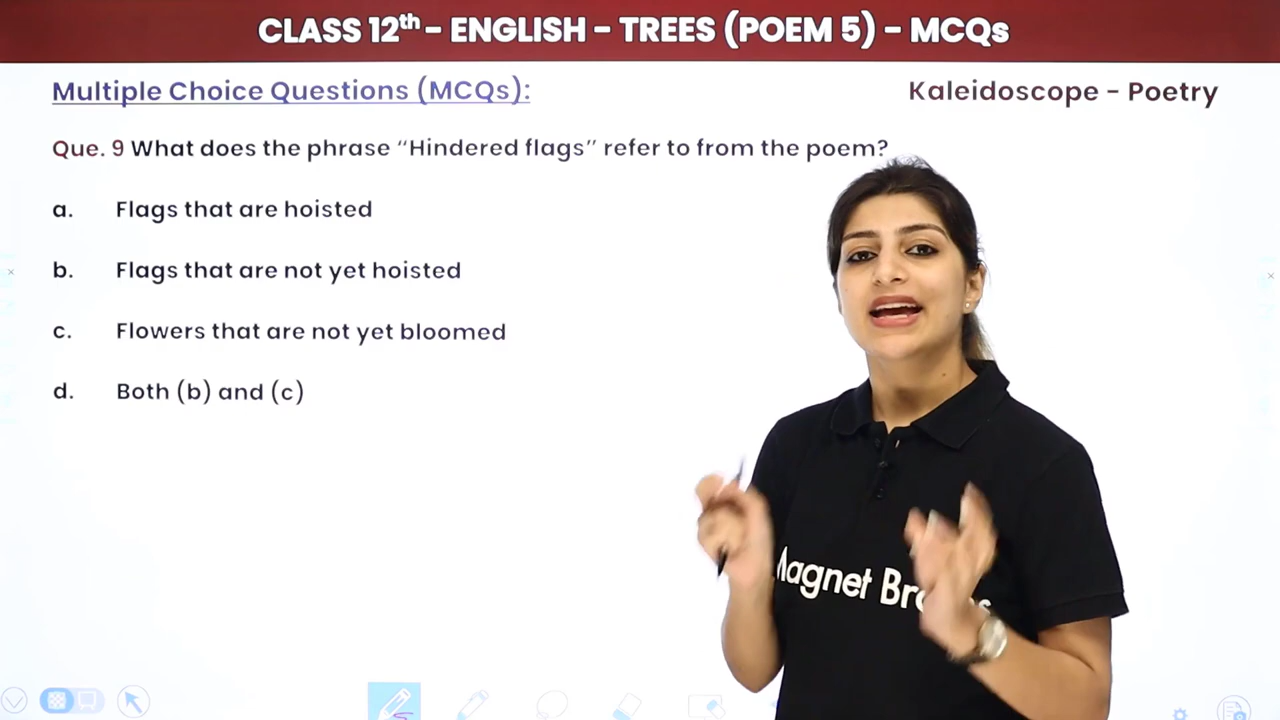 CLASS 12th – ENGLISH – TREES (POEM 5) – MCQs
Multiple Choice Questions (MCQs):
Kaleidoscope – Poetry
Que. 9 What does the phrase “Hindered flags” refer to from the poem?
a. Flags that are hoisted
b. Flags that are not yet hoisted
c. Flowers that are not yet bloomed
d. Both (b) and (c)
Magnet